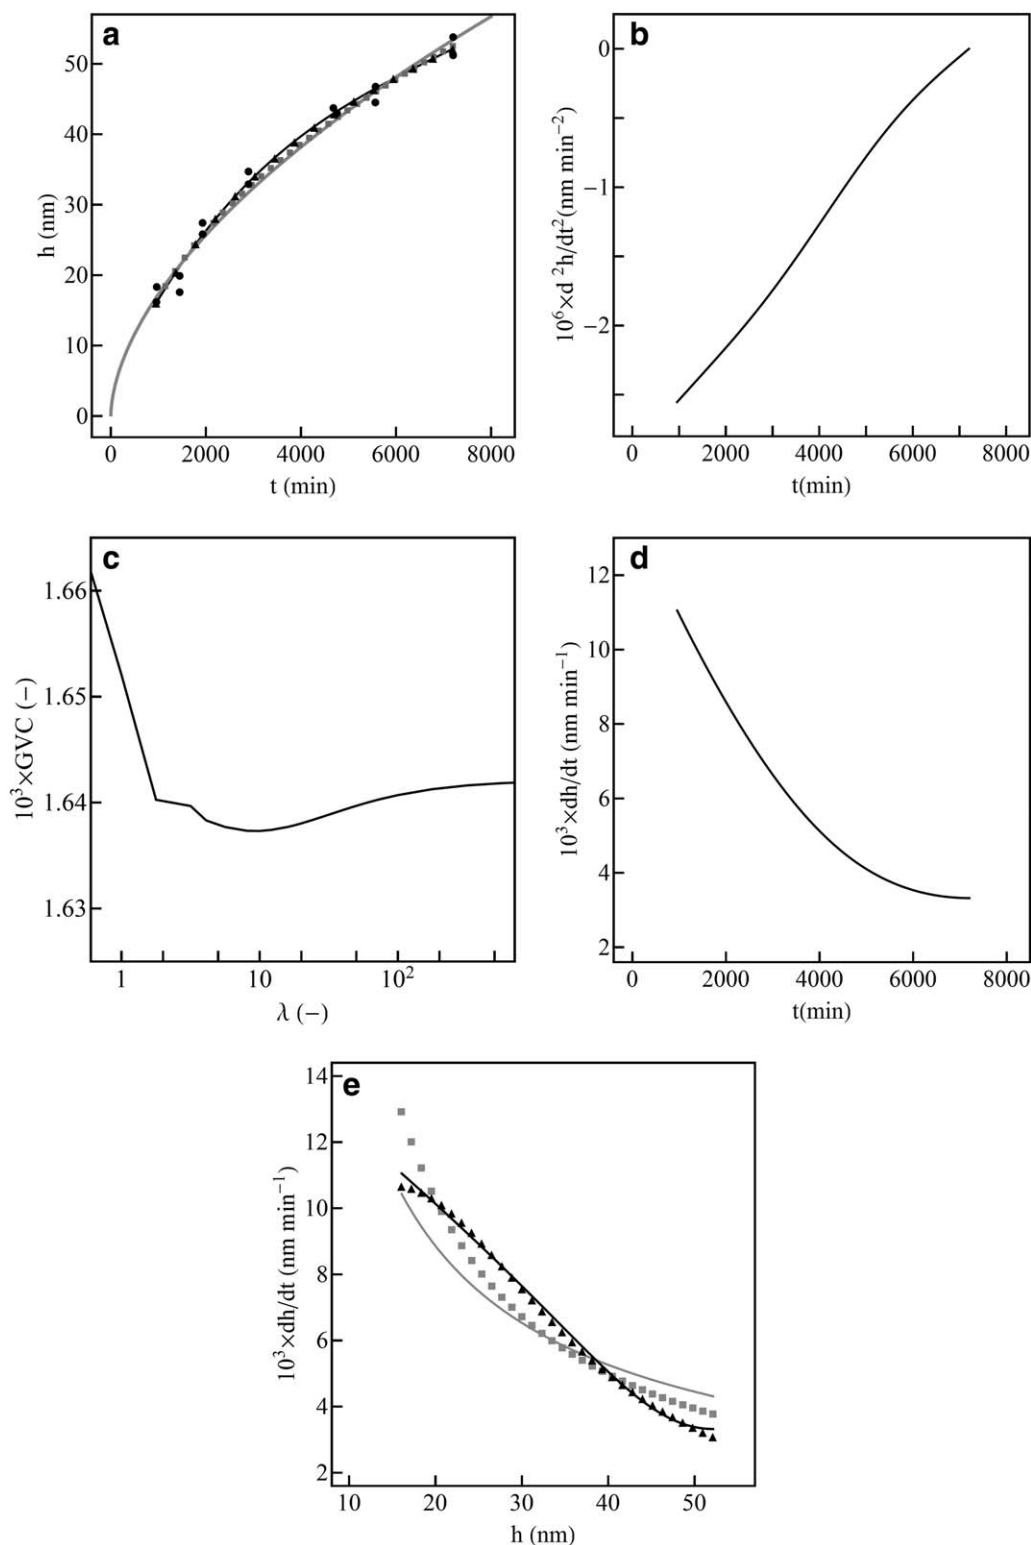 a
50
40
30
20
10
0
h (nm)
0 2000 4000 6000 8000
t (min)
b
0
−1
−2
10⁶×d ²h/dt²(nm min⁻²)
0 2000 4000 6000 8000
t(min)
c
1.66
1.65
1.64
1.63
10³×GVC (−)
1 10 10²
λ (−)
d
12
10
8
6
4
2
10³×dh/dt (nm min⁻¹)
0 2000 4000 6000 8000
t(min)
e
14
12
10
8
6
4
2
10³×dh/dt (nm min⁻¹)
10 20 30 40 50
h (nm)